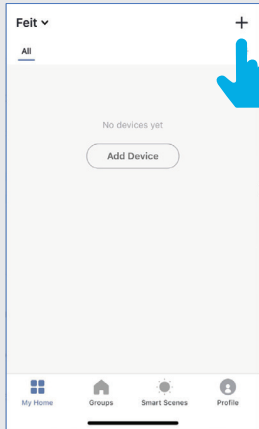 Feit
All
No devices yet
Add Device
My Home Groups Smart Scenes Profile